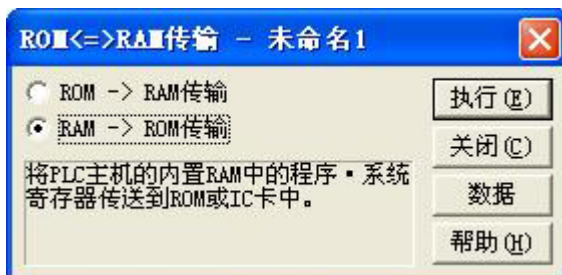 ROM<=>RAM传输 - 未命名1
ROM -> RAM传输
RAM -> ROM传输
将PLC主机的内置RAM中的程序・系统
寄存器传送到ROM或IC卡中。
执行(E)
关闭(C)
数据
帮助(H)